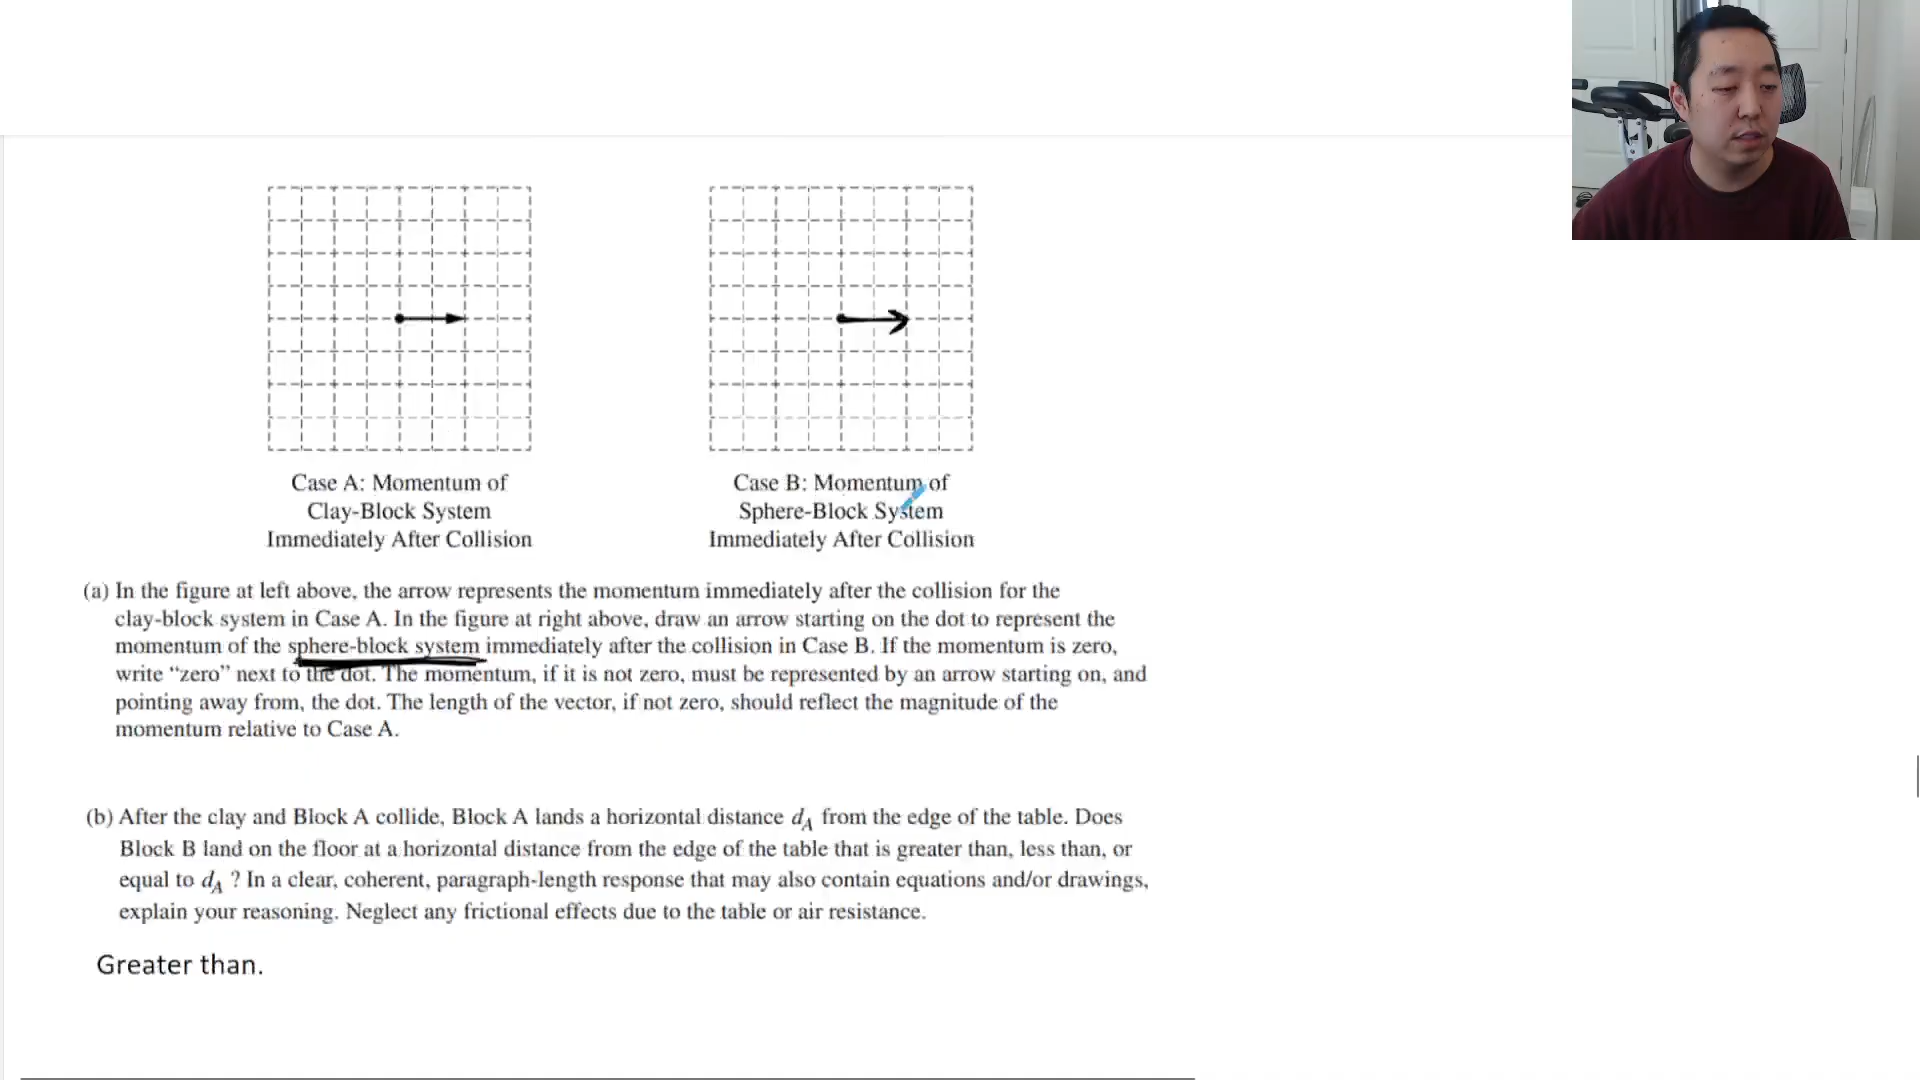 Case A: Momentum of
Clay-Block System
Immediately After Collision
Case B: Momentum of
Sphere-Block System
Immediately After Collision
(a) In the figure at left above, the arrow represents the momentum immediately after the collision for the
clay-block system in Case A. In the figure at right above, draw an arrow starting on the dot to represent the
momentum of the sphere-block system immediately after the collision in Case B. If the momentum is zero,
write “zero” next to the dot. The momentum, if it is not zero, must be represented by an arrow starting on, and
pointing away from, the dot. The length of the vector, if not zero, should reflect the magnitude of the
momentum relative to Case A.
(b) After the clay and Block A collide, Block A lands a horizontal distance d_A from the edge of the table. Does
Block B land on the floor at a horizontal distance from the edge of the table that is greater than, less than, or
equal to d_A ? In a clear, coherent, paragraph-length response that may also contain equations and/or drawings,
explain your reasoning. Neglect any frictional effects due to the table or air resistance.
Greater than.